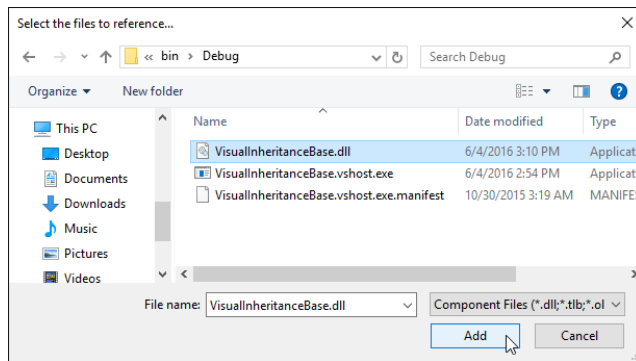 Select the files to reference...
« bin > Debug
Search Debug
Organize
New folder
?
This PC
Desktop
Documents
Downloads
Music
Pictures
Videos
Name Date modified Type
VisualInheritanceBase.dll 6/4/2016 3:10 PM Applicat
VisualInheritanceBase.vshost.exe 6/4/2016 2:54 PM Applicat
VisualInheritanceBase.vshost.exe.manifest 10/30/2015 3:19 AM MANIFE
File name: VisualInheritanceBase.dll Component Files (*.dll;*.tlb;*.ol
Add Cancel